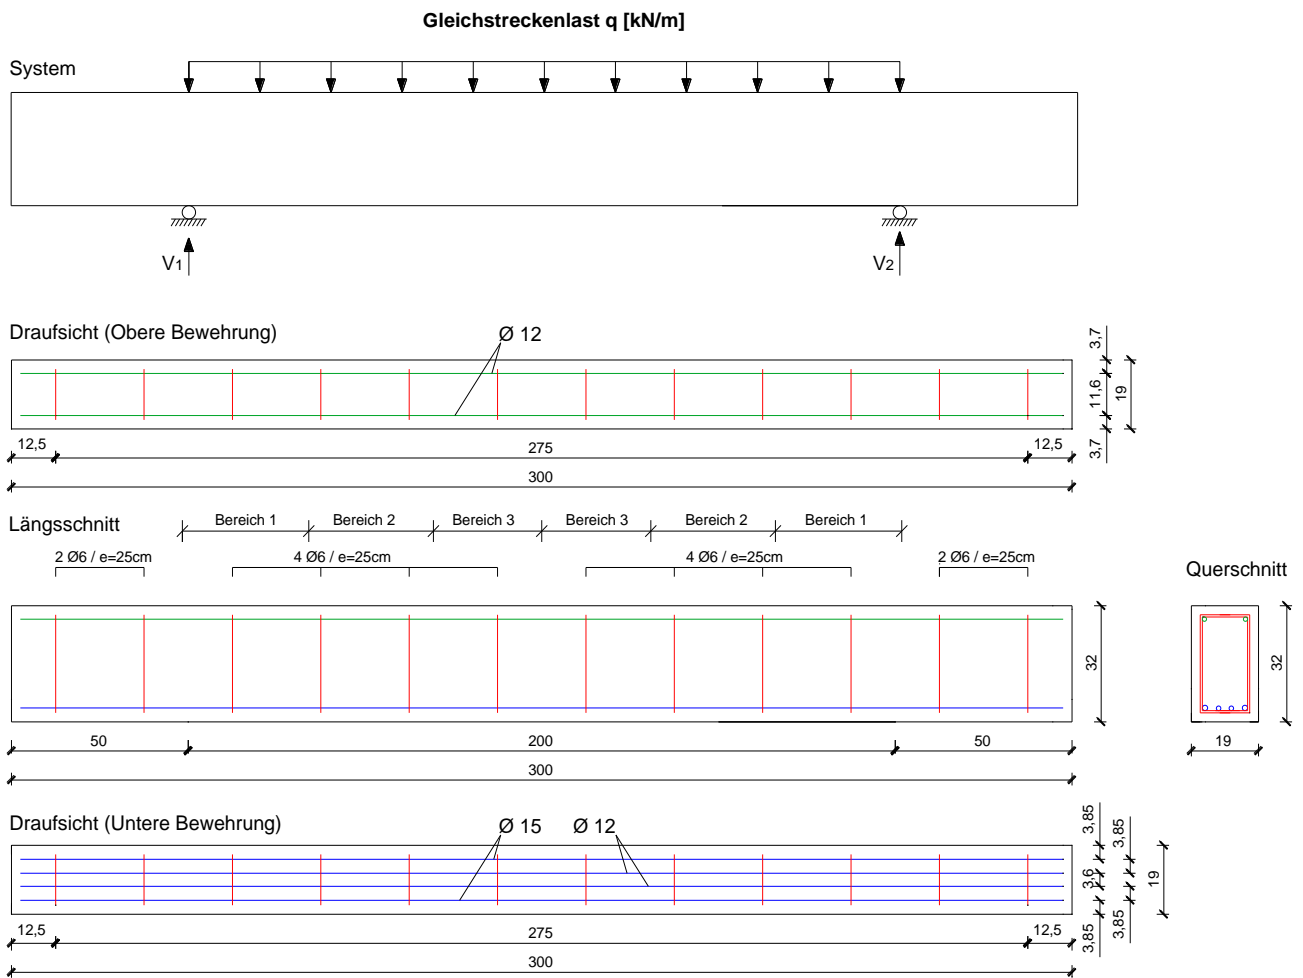 Gleichstreckenlast q [kN/m]
System
V1
V2
Draufsicht (Obere Bewehrung)
Ø 12
3,7
11,6
19
3,7
12,5
275
12,5
300
Längsschnitt
Bereich 1
Bereich 2
Bereich 3
Bereich 3
Bereich 2
Bereich 1
2 Ø6 / e=25cm
4 Ø6 / e=25cm
4 Ø6 / e=25cm
2 Ø6 / e=25cm
Querschnitt
32
32
50
200
50
19
300
Draufsicht (Untere Bewehrung)
Ø 15
Ø 12
3,85
3,85
3,6
19
3,85
3,85
12,5
275
12,5
300